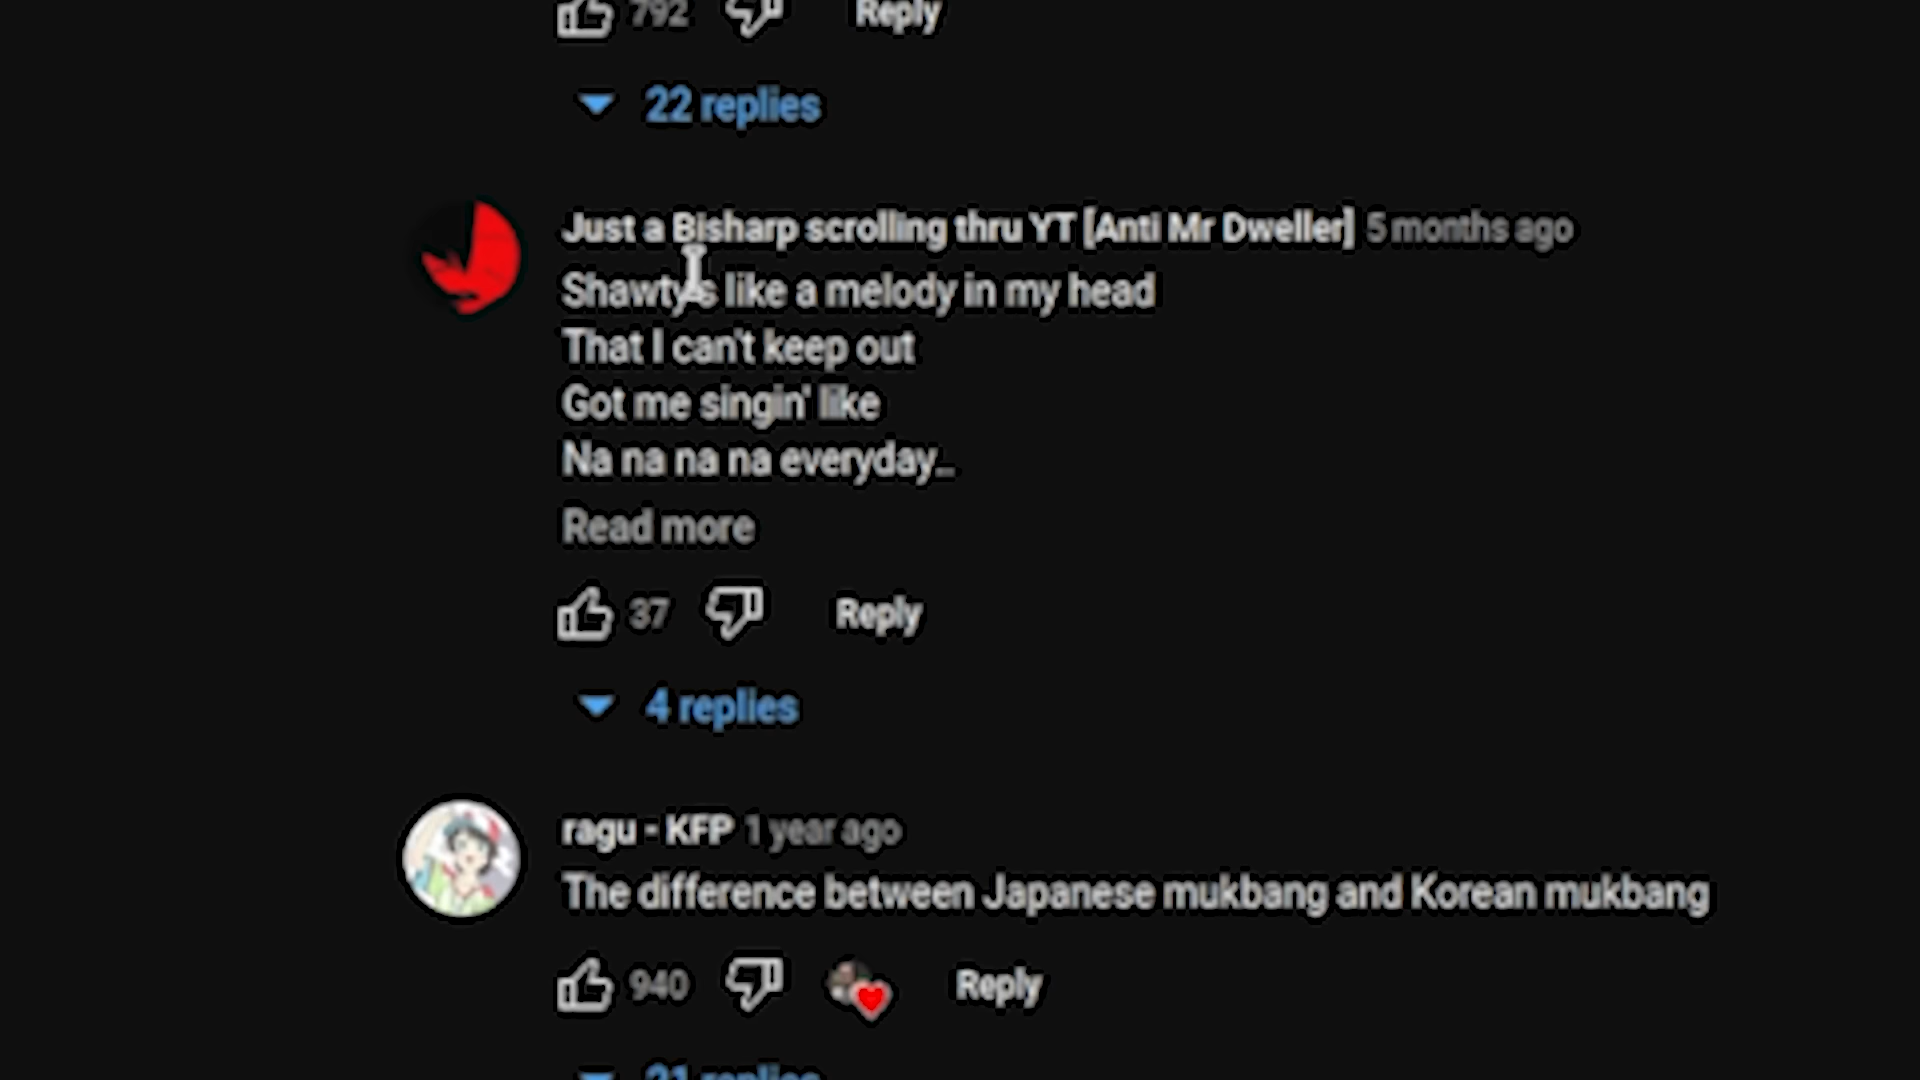 792 Reply
22 replies
Just a Bisharp scrolling thru YT [Anti Mr Dweller] 5 months ago
Shawty's like a melody in my head
That I can't keep out
Got me singin' like
Na na na na everyday...
Read more
37 Reply
4 replies
ragu - KFP 1 year ago
The difference between Japanese mukbang and Korean mukbang
940 Reply
21 replies